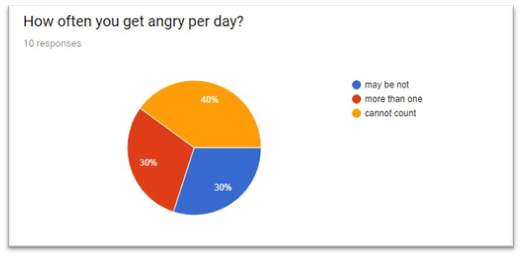 How often you get angry per day?
10 responses
may be not
more than one
cannot count
40%
30%
30%